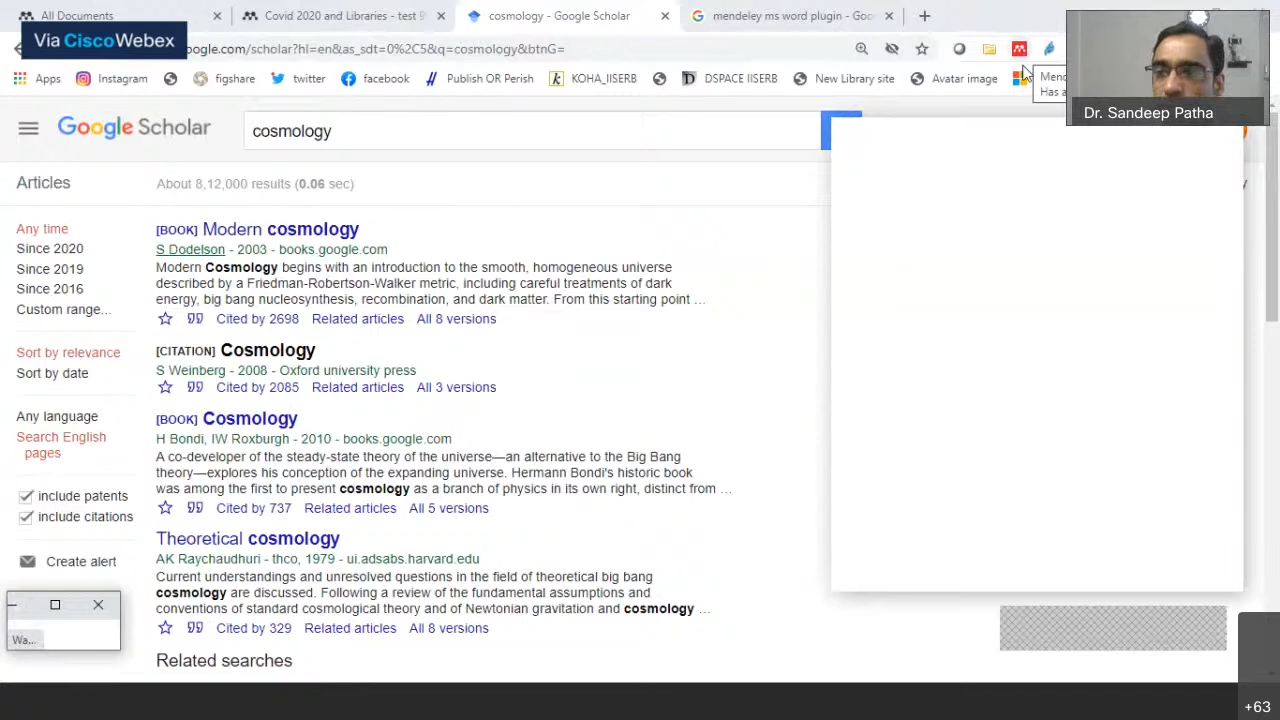 All Documents
Covid 2020 and Libraries - test 9
cosmology - Google Scholar
mendeley ms word plugin - Goo
Via CiscoWebex
oogle.com/scholar?hl=en&as_sdt=0%2C5&q=cosmology&btnG=
Apps
Instagram
figshare
twitter
facebook
Publish OR Perish
KOHA_IISERB
DSPACE IISERB
New Library site
Avatar image
Mend
Has a
Dr. Sandeep Patha
Google Scholar
cosmology
Articles
About 8,12,000 results (0.06 sec)
Any time
Since 2020
Since 2019
Since 2016
Custom range...
Sort by relevance
Sort by date
Any language
Search English
pages
include patents
include citations
Create alert
[BOOK] Modern cosmology
S Dodelson - 2003 - books.google.com
Modern Cosmology begins with an introduction to the smooth, homogeneous universe
described by a Friedman-Robertson-Walker metric, including careful treatments of dark
energy, big bang nucleosynthesis, recombination, and dark matter. From this starting point ...
Cited by 2698 Related articles All 8 versions
[CITATION] Cosmology
S Weinberg - 2008 - Oxford university press
Cited by 2085 Related articles All 3 versions
[BOOK] Cosmology
H Bondi, IW Roxburgh - 2010 - books.google.com
A co-developer of the steady-state theory of the universe—an alternative to the Big Bang
theory—explores his conception of the expanding universe. Hermann Bondi's historic book
was among the first to present cosmology as a branch of physics in its own right, distinct from ...
Cited by 737 Related articles All 5 versions
Theoretical cosmology
AK Raychaudhuri - thco, 1979 - ui.adsabs.harvard.edu
Current understandings and unresolved questions in the field of theoretical big bang
cosmology are discussed. Following a review of the fundamental assumptions and
conventions of standard cosmological theory and of Newtonian gravitation and cosmology ...
Cited by 329 Related articles All 8 versions
Related searches
Wa...
+63